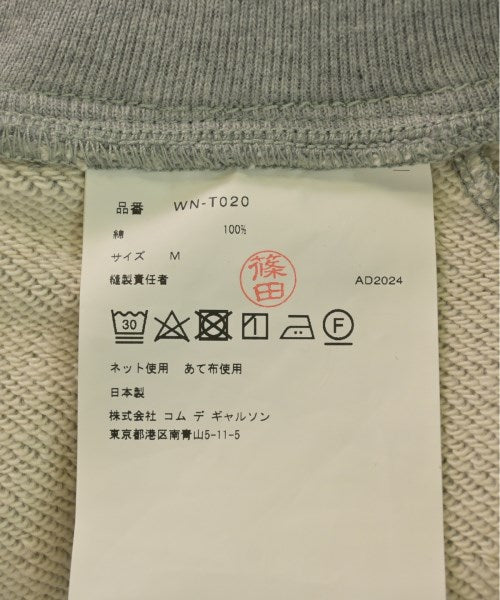 品番 WN-T020
綿 100%
サイズ M
縫製責任者 篠田 AD2024
30 F
ネット使用 あて布使用
日本製
株式会社 コム デ ギャルソン
東京都港区南青山5-11-5